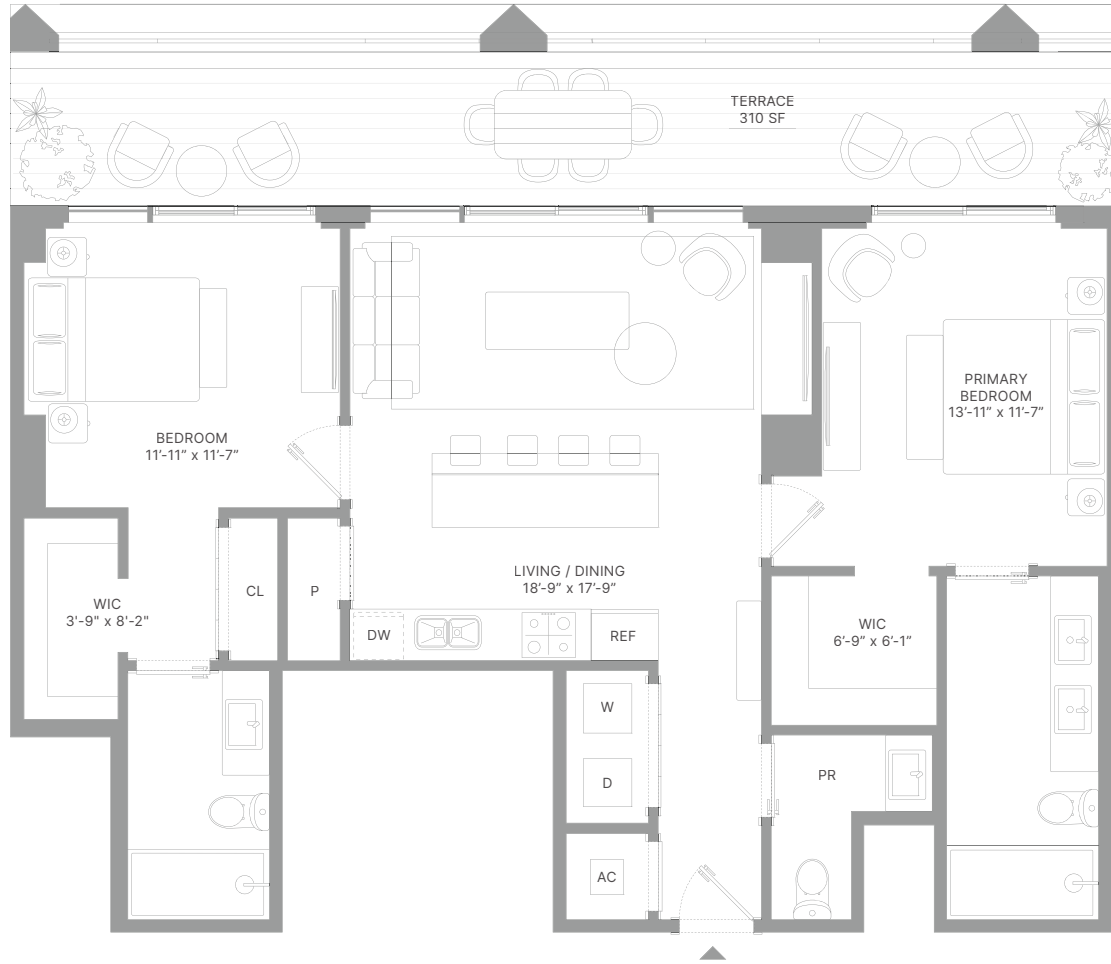 TERRACE
310 SF
PRIMARY
BEDROOM
13'-11” x 11'-7”
BEDROOM
11'-11” x 11'-7”
LIVING / DINING
18'-9” x 17'-9”
CL
P
WIC
3'-9" x 8'-2"
WIC
6'-9” x 6'-1”
DW
REF
W
D
PR
AC